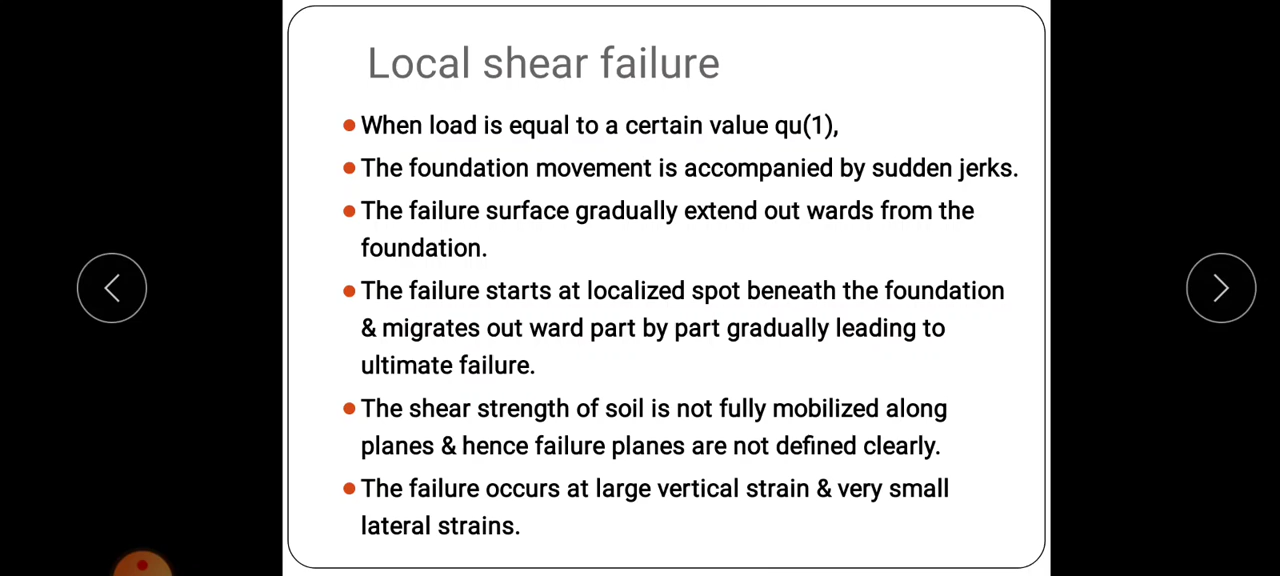 Local shear failure
When load is equal to a certain value qu(1),
The foundation movement is accompanied by sudden jerks.
The failure surface gradually extend out wards from the
foundation.
The failure starts at localized spot beneath the foundation
& migrates out ward part by part gradually leading to
ultimate failure.
The shear strength of soil is not fully mobilized along
planes & hence failure planes are not defined clearly.
The failure occurs at large vertical strain & very small
lateral strains.